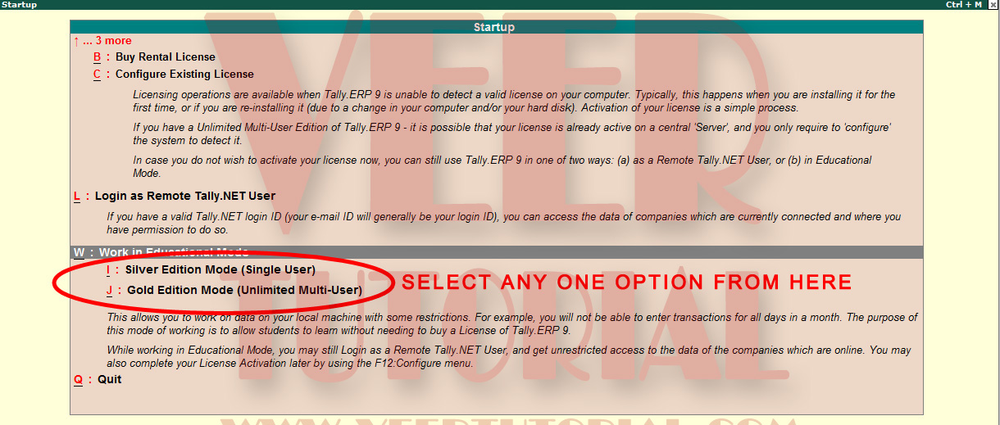 Startup
Ctrl + M
Startup
↑ ... 3 more
B : Buy Rental License
C : Configure Existing License
Licensing operations are available when Tally.ERP 9 is unable to detect a valid license on your computer. Typically, this happens when you are installing it for the
first time, or if you are re-installing it (due to a change in your computer and/or your hard disk). Activation of your license is a simple process.
If you have a Unlimited Multi-User Edition of Tally.ERP 9 - it is possible that your license is already active on a central 'Server', and you only require to 'configure'
the system to detect it.
In case you do not wish to activate your license now, you can still use Tally.ERP 9 in one of two ways: (a) as a Remote Tally.NET User, or (b) in Educational
Mode.
L : Login as Remote Tally.NET User
If you have a valid Tally.NET login ID (your e-mail ID will generally be your login ID), you can access the data of companies which are currently connected and where you
have permission to do so.
W : Work in Educational Mode
I : Silver Edition Mode (Single User)
J : Gold Edition Mode (Unlimited Multi-User)
SELECT ANY ONE OPTION FROM HERE
This allows you to work on data on your local machine with some restrictions. For example, you will not be able to enter transactions for all days in a month. The purpose of
this mode of working is to allow students to learn without needing to buy a License of Tally.ERP 9.
While working in Educational Mode, you may still Login as a Remote Tally.NET User, and get unrestricted access to the data of the companies which are online. You may
also complete your License Activation later by using the F12:Configure menu.
Q : Quit
VEER
TUTORIAL
WWW.VEERTUTORIAL.COM